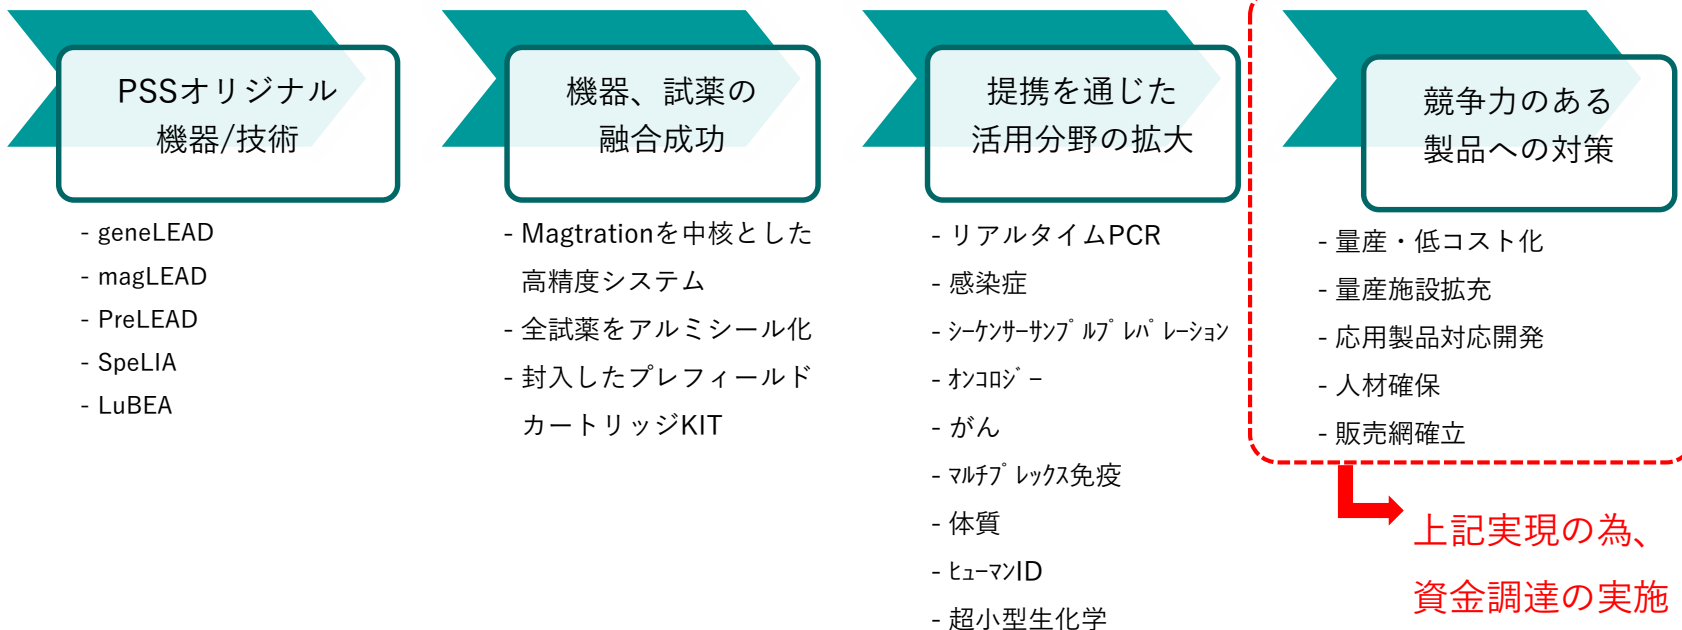 PSSオリジナル
機器/技術
- geneLEAD
- magLEAD
- PreLEAD
- SpeLIA
- LuBEA
機器、試薬の
融合成功
- Magtrationを中核とした
高精度システム
- 全試薬をアルミシール化
- 封入したプレフィールド
カートリッジKIT
提携を通じた
活用分野の拡大
- リアルタイムPCR
- 感染症
- ｼｰｹﾝｻｰｻﾝﾌﾟﾙﾌﾟﾚﾊﾟﾚｰｼｮﾝ
- ｵﾝｺﾛｼﾞｰ
- がん
- ﾏﾙﾁﾌﾟﾚｯｸｽ免疫
- 体質
- ﾋｭｰﾏﾝID
- 超小型生化学
競争力のある
製品への対策
- 量産・低コスト化
- 量産施設拡充
- 応用製品対応開発
- 人材確保
- 販売網確立
上記実現の為、
資金調達の実施